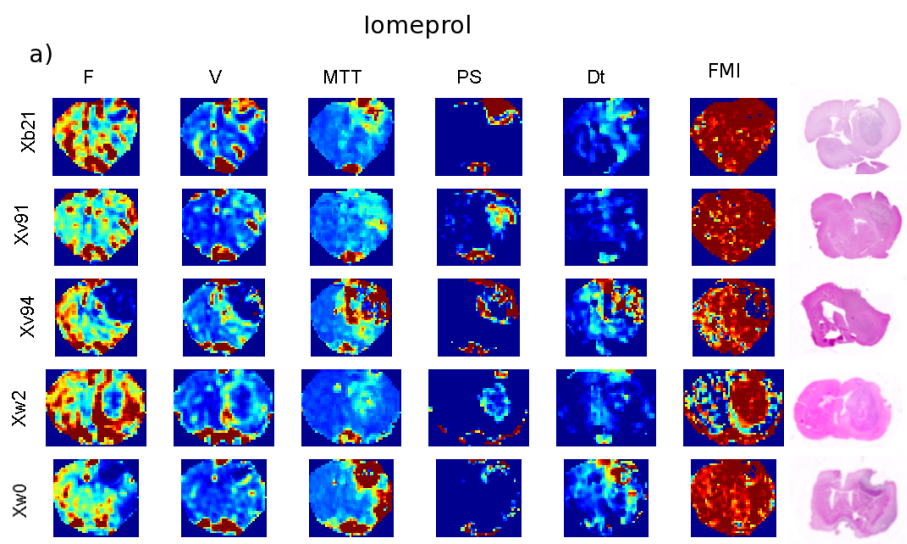 Iomeprol
a)
F V MTT PS Dt FMI
Xb21
Xv91
Xv94
Xw2
Xw0